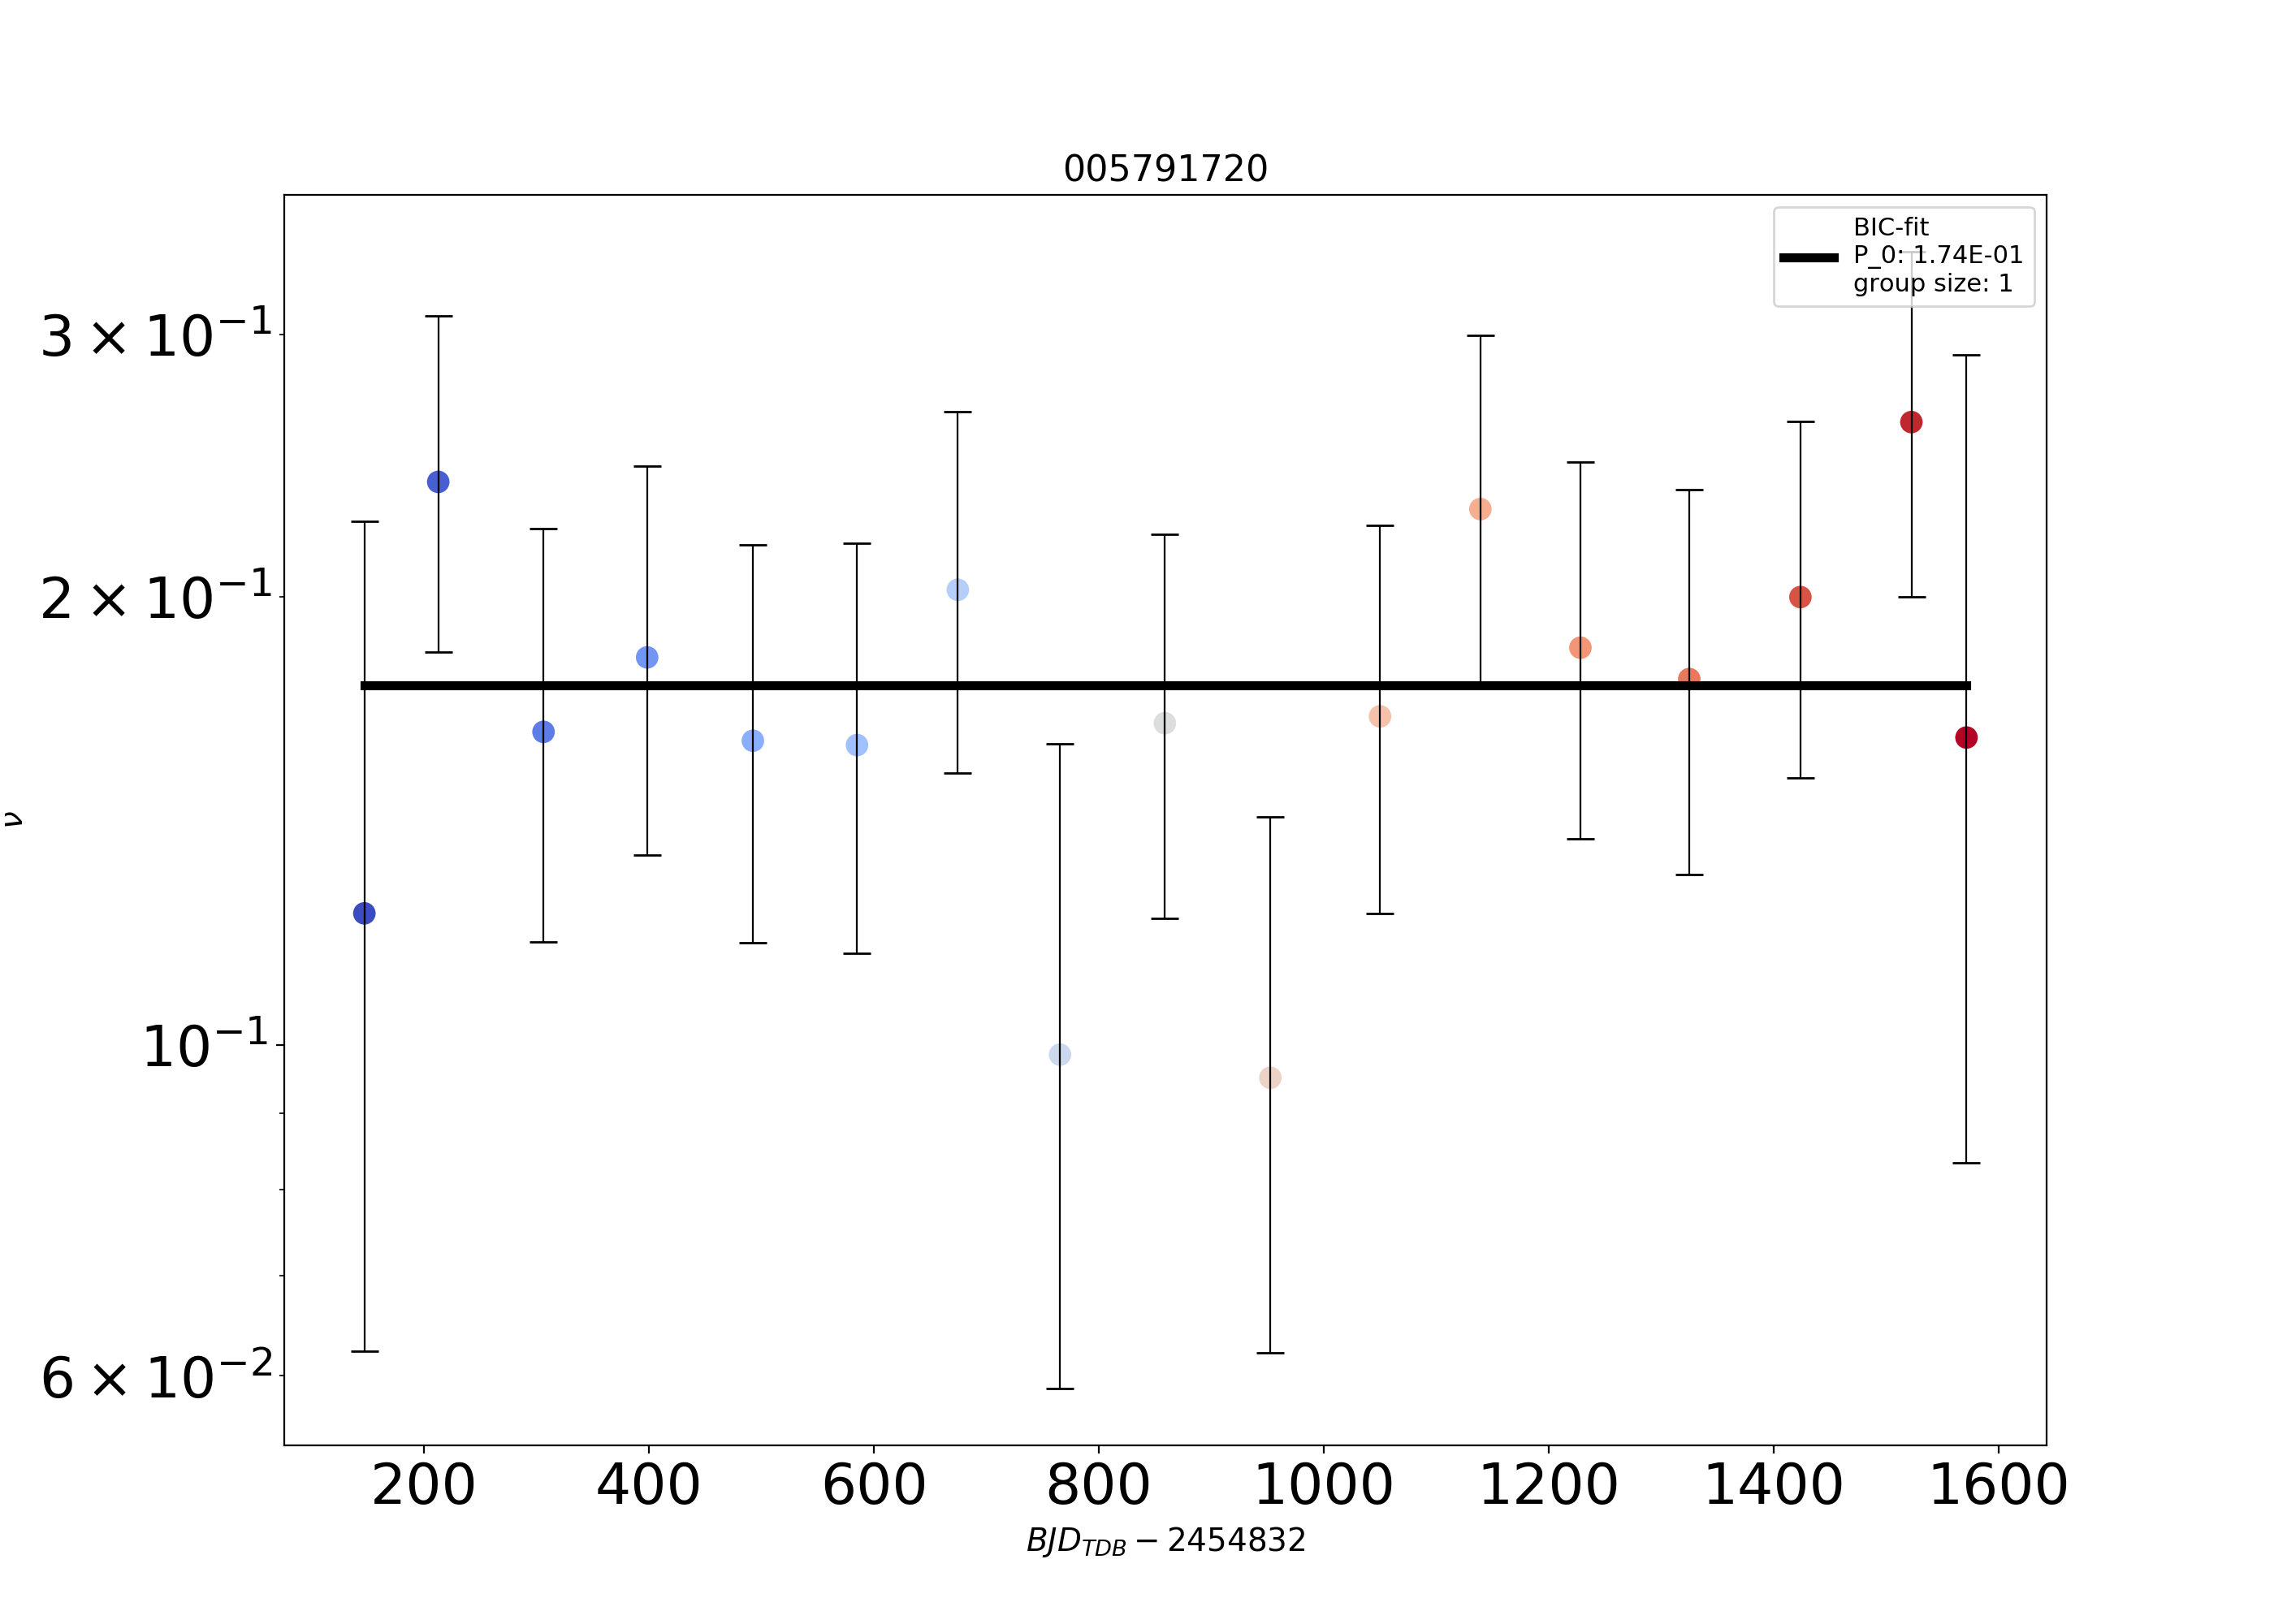 005791720
BIC-fit
P_0: 1.74E-01
group size: 1
3 × 10⁻¹
2 × 10⁻¹
10⁻¹
6 × 10⁻²
ν
200 400 600 800 1000 1200 1400 1600
BJD_TDB − 2454832